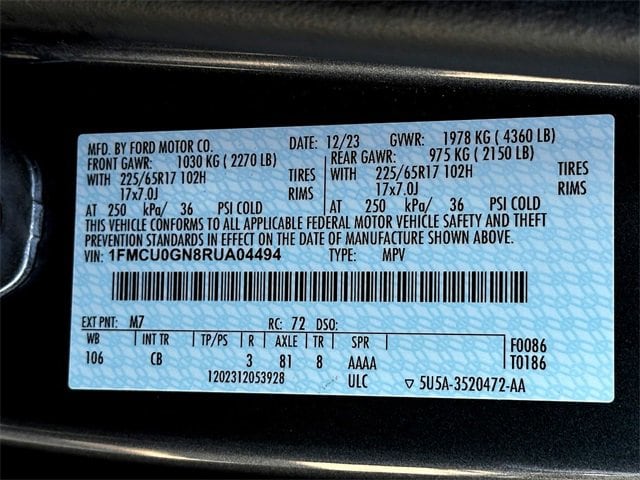 MFD. BY FORD MOTOR CO. DATE: 12/23 GVWR: 1978 KG ( 4360 LB)
FRONT GAWR: 1030 KG ( 2270 LB) REAR GAWR: 975 KG ( 2150 LB)
WITH 225/65R17 102H TIRES WITH 225/65R17 102H TIRES
17x7.0J RIMS 17x7.0J RIMS
AT 250 kPa/ 36 PSI COLD AT 250 kPa/ 36 PSI COLD
THIS VEHICLE CONFORMS TO ALL APPLICABLE FEDERAL MOTOR VEHICLE SAFETY AND THEFT
PREVENTION STANDARDS IN EFFECT ON THE DATE OF MANUFACTURE SHOWN ABOVE.
VIN: 1FMCU0GN8RUA04494 TYPE: MPV
EXT PNT: M7 RC: 72 DSO:
WB INT TR TP/PS R AXLE TR SPR F0086
106 CB 3 81 8 AAAA T0186
1202312053928 ULC ▽ 5U5A-3520472-AA